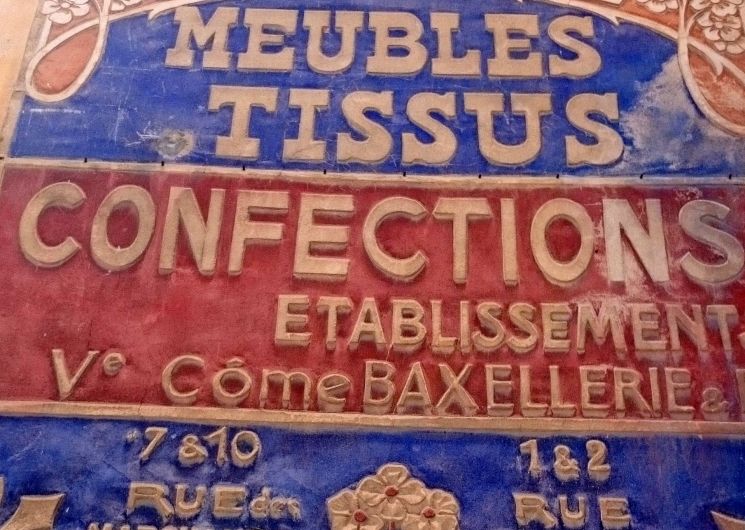 MEUBLES
TISSUS
CONFECTIONS
ETABLISSEMENTS
Ve Côme BAXELLERIE &
7 & 10
1 & 2
RUE des
RUE